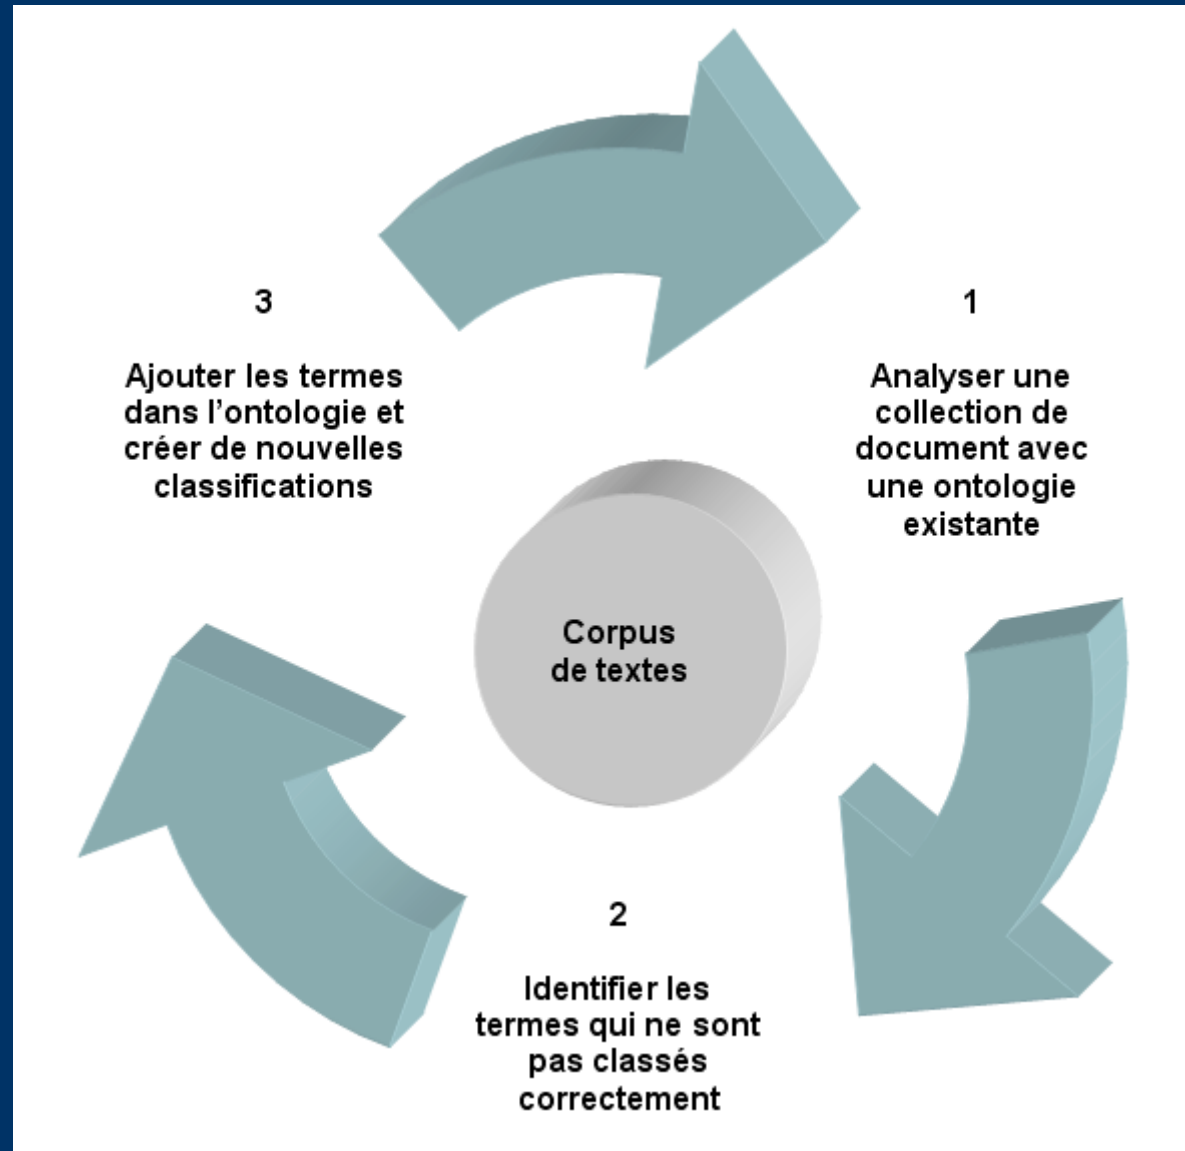 1
Analyser une
collection de
document avec
une ontologie
existante
2
Identifier les
termes qui ne sont
pas classés
correctement
3
Ajouter les termes
dans l'ontologie et
créer de nouvelles
classifications
Corpus
de textes